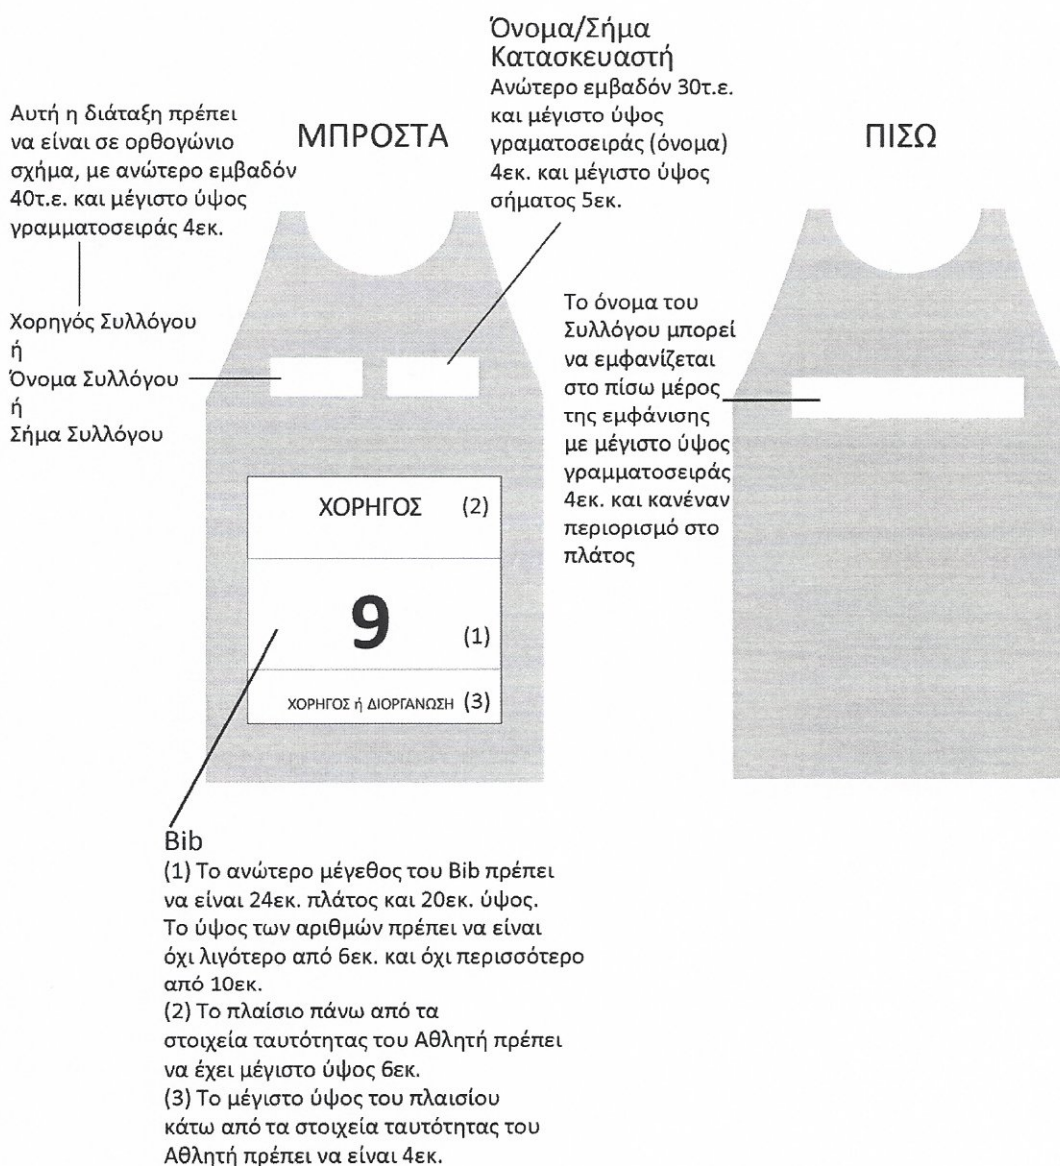 Όνομα/Σήμα
Κατασκευαστή
Ανώτερο εμβαδόν 30τ.ε.
και μέγιστο ύψος
γραματοσειράς (όνομα)
4εκ. και μέγιστο ύψος
σήματος 5εκ.
Αυτή η διάταξη πρέπει
να είναι σε ορθογώνιο
σχήμα, με ανώτερο εμβαδόν
40τ.ε. και μέγιστο ύψος
γραμματοσειράς 4εκ.
ΜΠΡΟΣΤΑ
ΠΙΣΩ
Χορηγός Συλλόγου
ή
Όνομα Συλλόγου
ή
Σήμα Συλλόγου
Το όνομα του
Συλλόγου μπορεί
να εμφανίζεται
στο πίσω μέρος
της εμφάνισης
με μέγιστο ύψος
γραμματοσειράς
4εκ. και κανέναν
περιορισμό στο
πλάτος
ΧΟΡΗΓΟΣ (2)
9 (1)
ΧΟΡΗΓΟΣ ή ΔΙΟΡΓΑΝΩΣΗ (3)
Bib
(1) Το ανώτερο μέγεθος του Bib πρέπει
να είναι 24εκ. πλάτος και 20εκ. ύψος.
Το ύψος των αριθμών πρέπει να είναι
όχι λιγότερο από 6εκ. και όχι περισσότερο
από 10εκ.
(2) Το πλαίσιο πάνω από τα
στοιχεία ταυτότητας του Αθλητή πρέπει
να έχει μέγιστο ύψος 6εκ.
(3) Το μέγιστο ύψος του πλαισίου
κάτω από τα στοιχεία ταυτότητας του
Αθλητή πρέπει να είναι 4εκ.